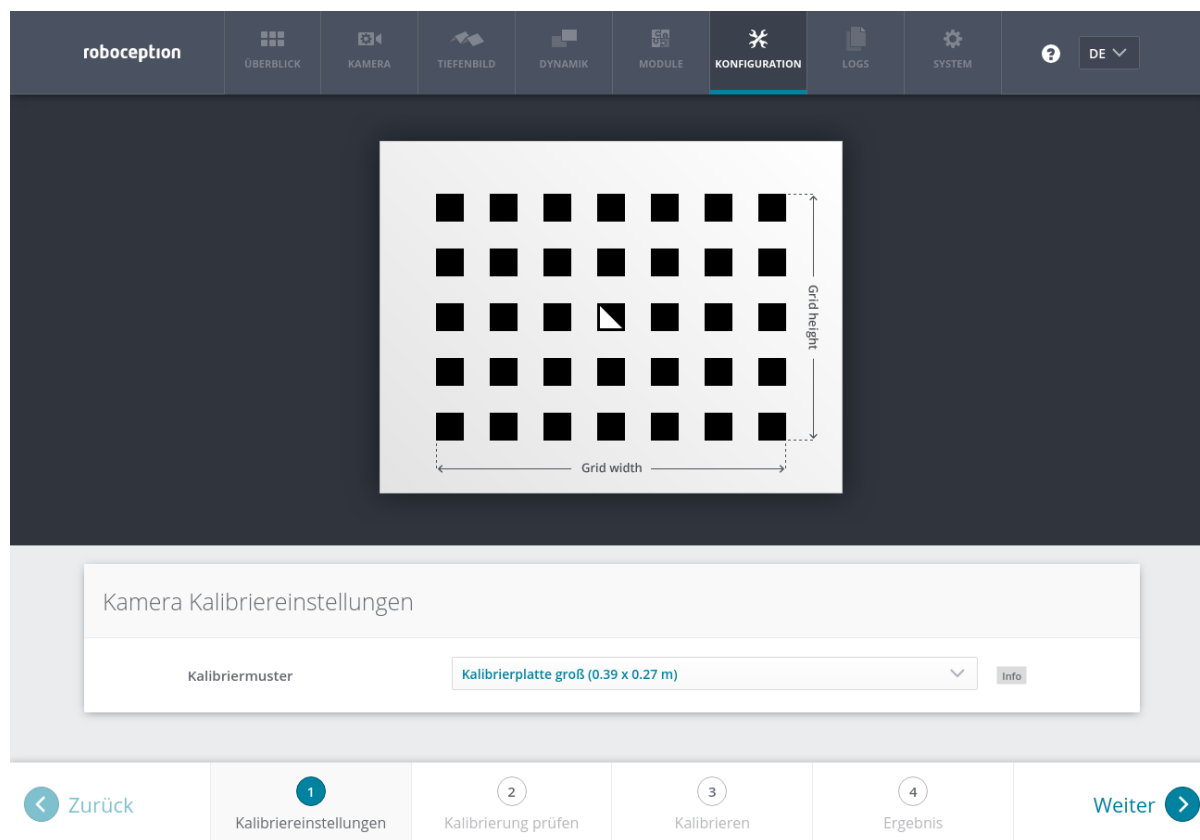 roboception
ÜBERBLICK
KAMERA
TIEFENBILD
DYNAMIK
MODULE
KONFIGURATION
LOGS
SYSTEM
?
DE
Grid height
Grid width
Kamera Kalibriereinstellungen
Kalibriermuster
Kalibrierplatte groß (0.39 x 0.27 m)
Info
Zurück
1
Kalibriereinstellungen
2
Kalibrierung prüfen
3
Kalibrieren
4
Ergebnis
Weiter